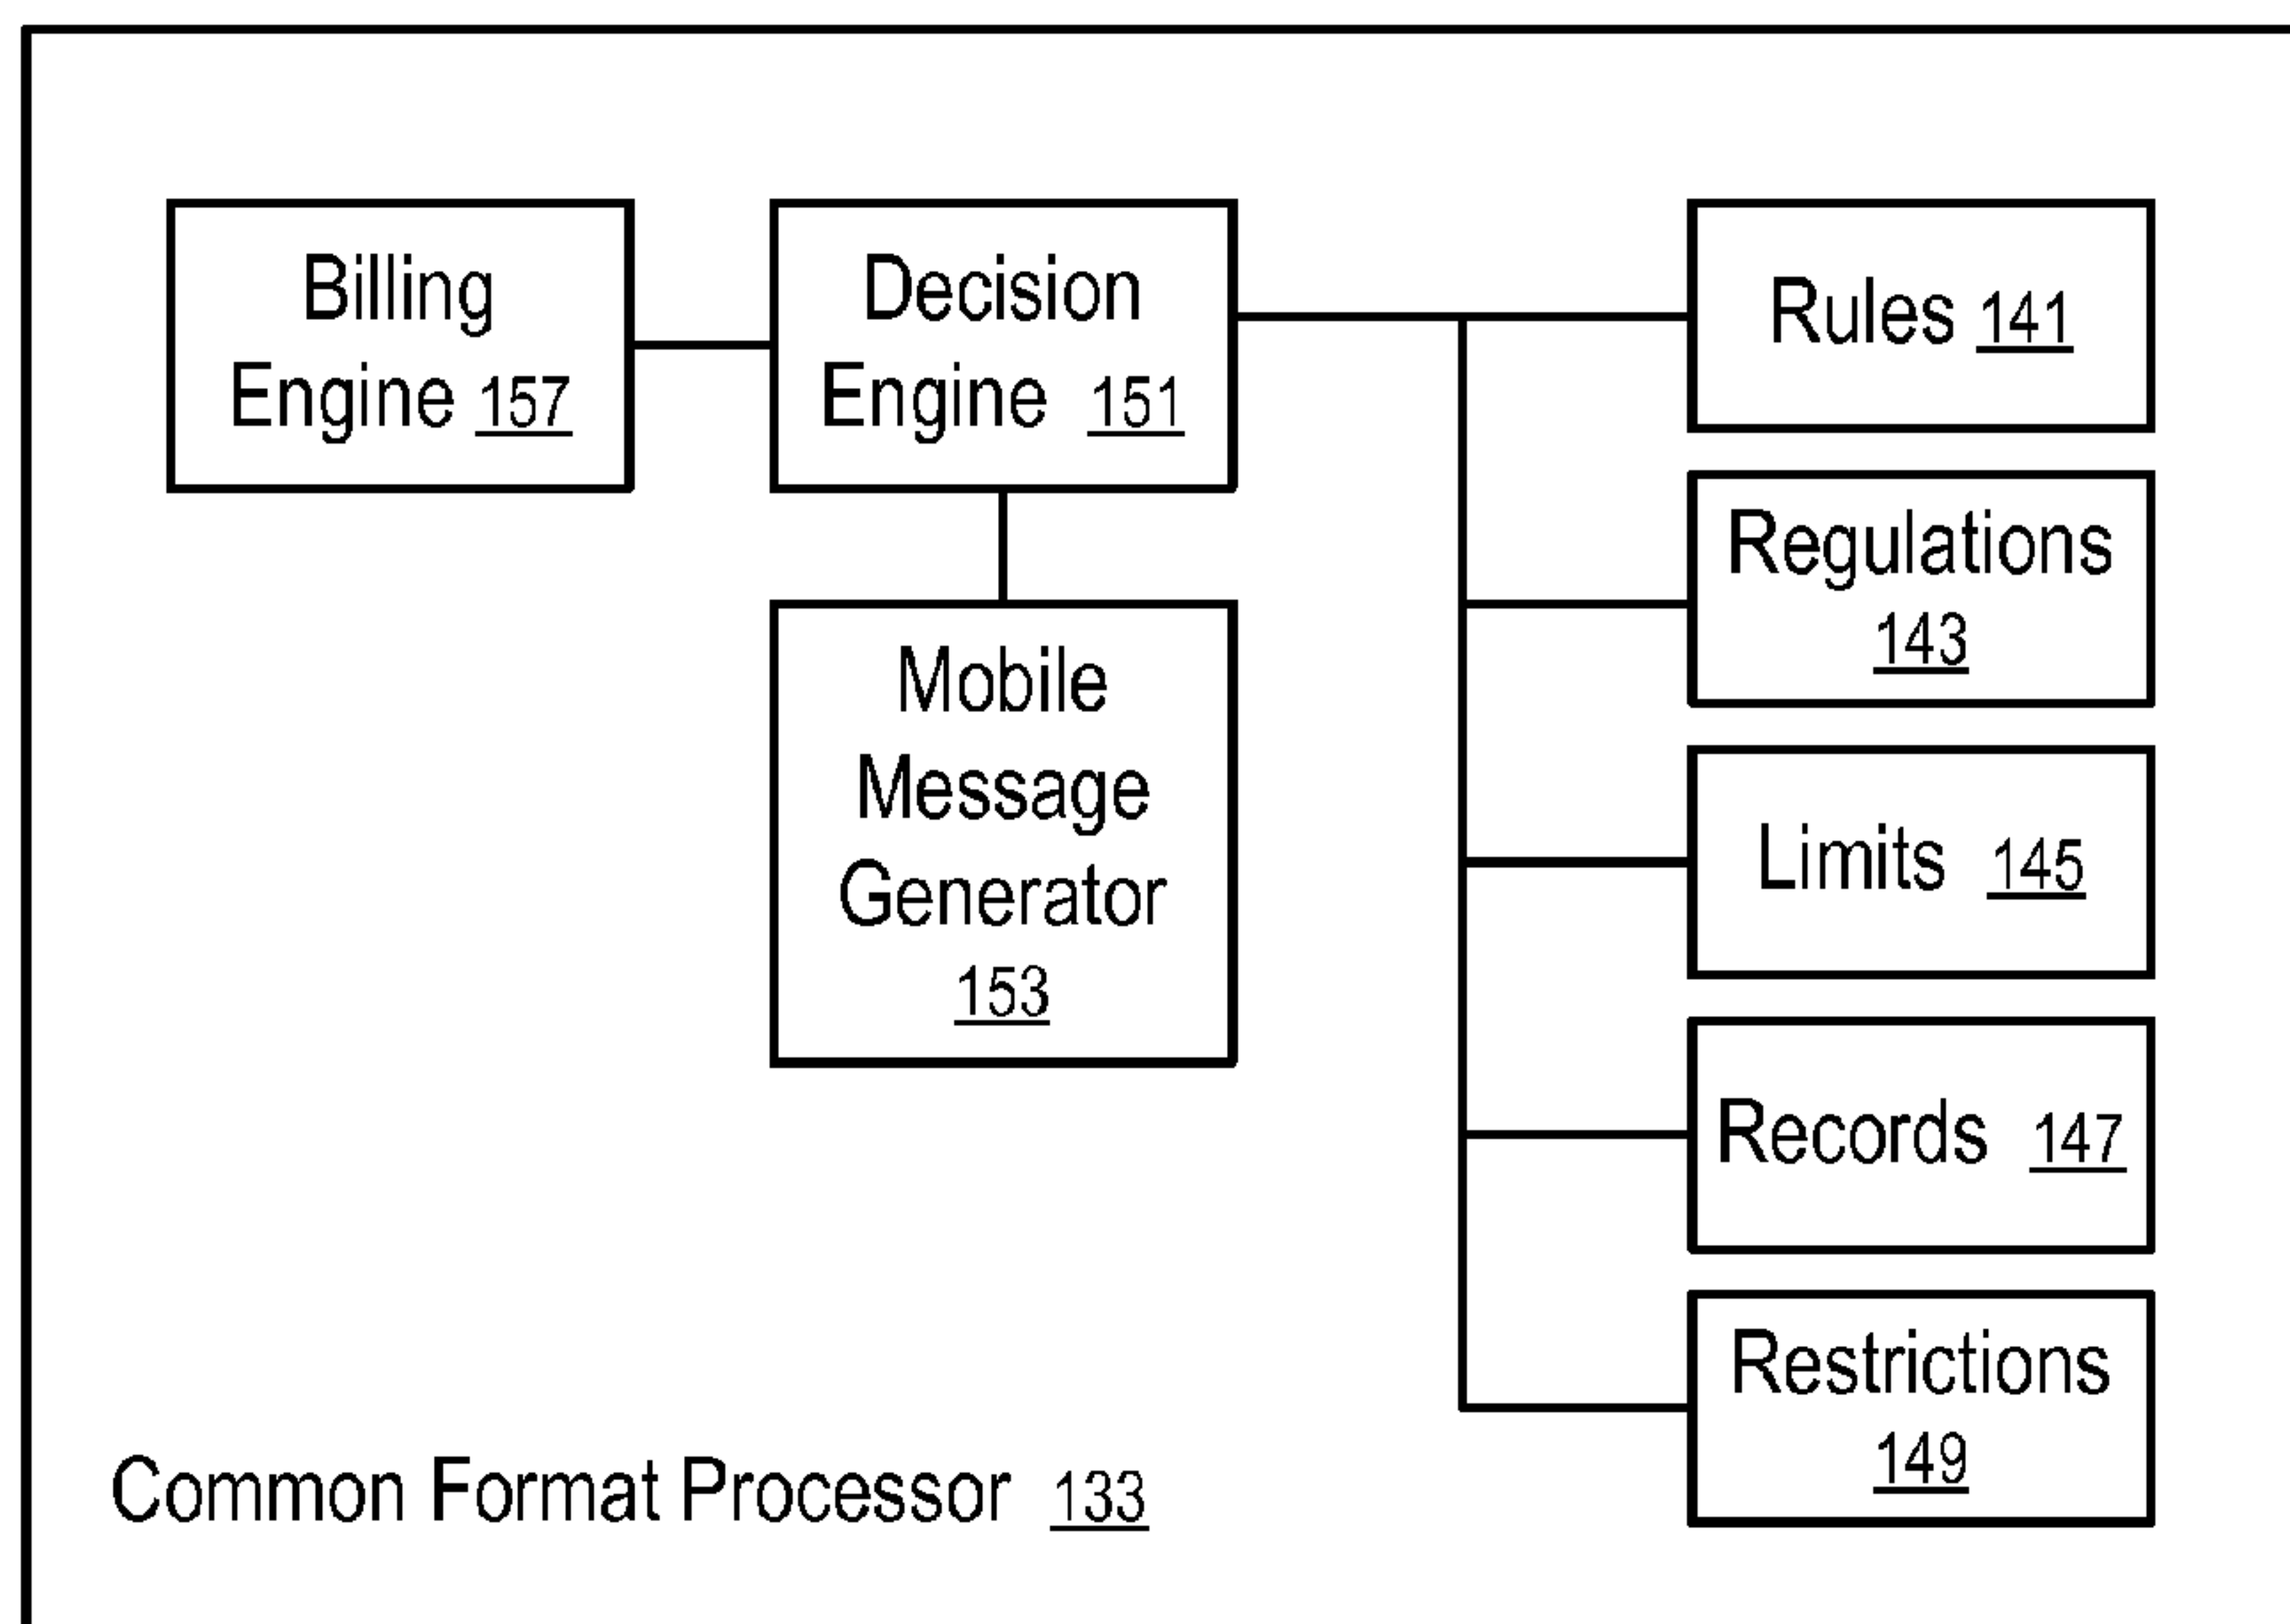 Billing
Engine 157
Decision
Engine 151
Mobile
Message
Generator
153
Rules 141
Regulations
143
Limits 145
Records 147
Restrictions
149
Common Format Processor 133